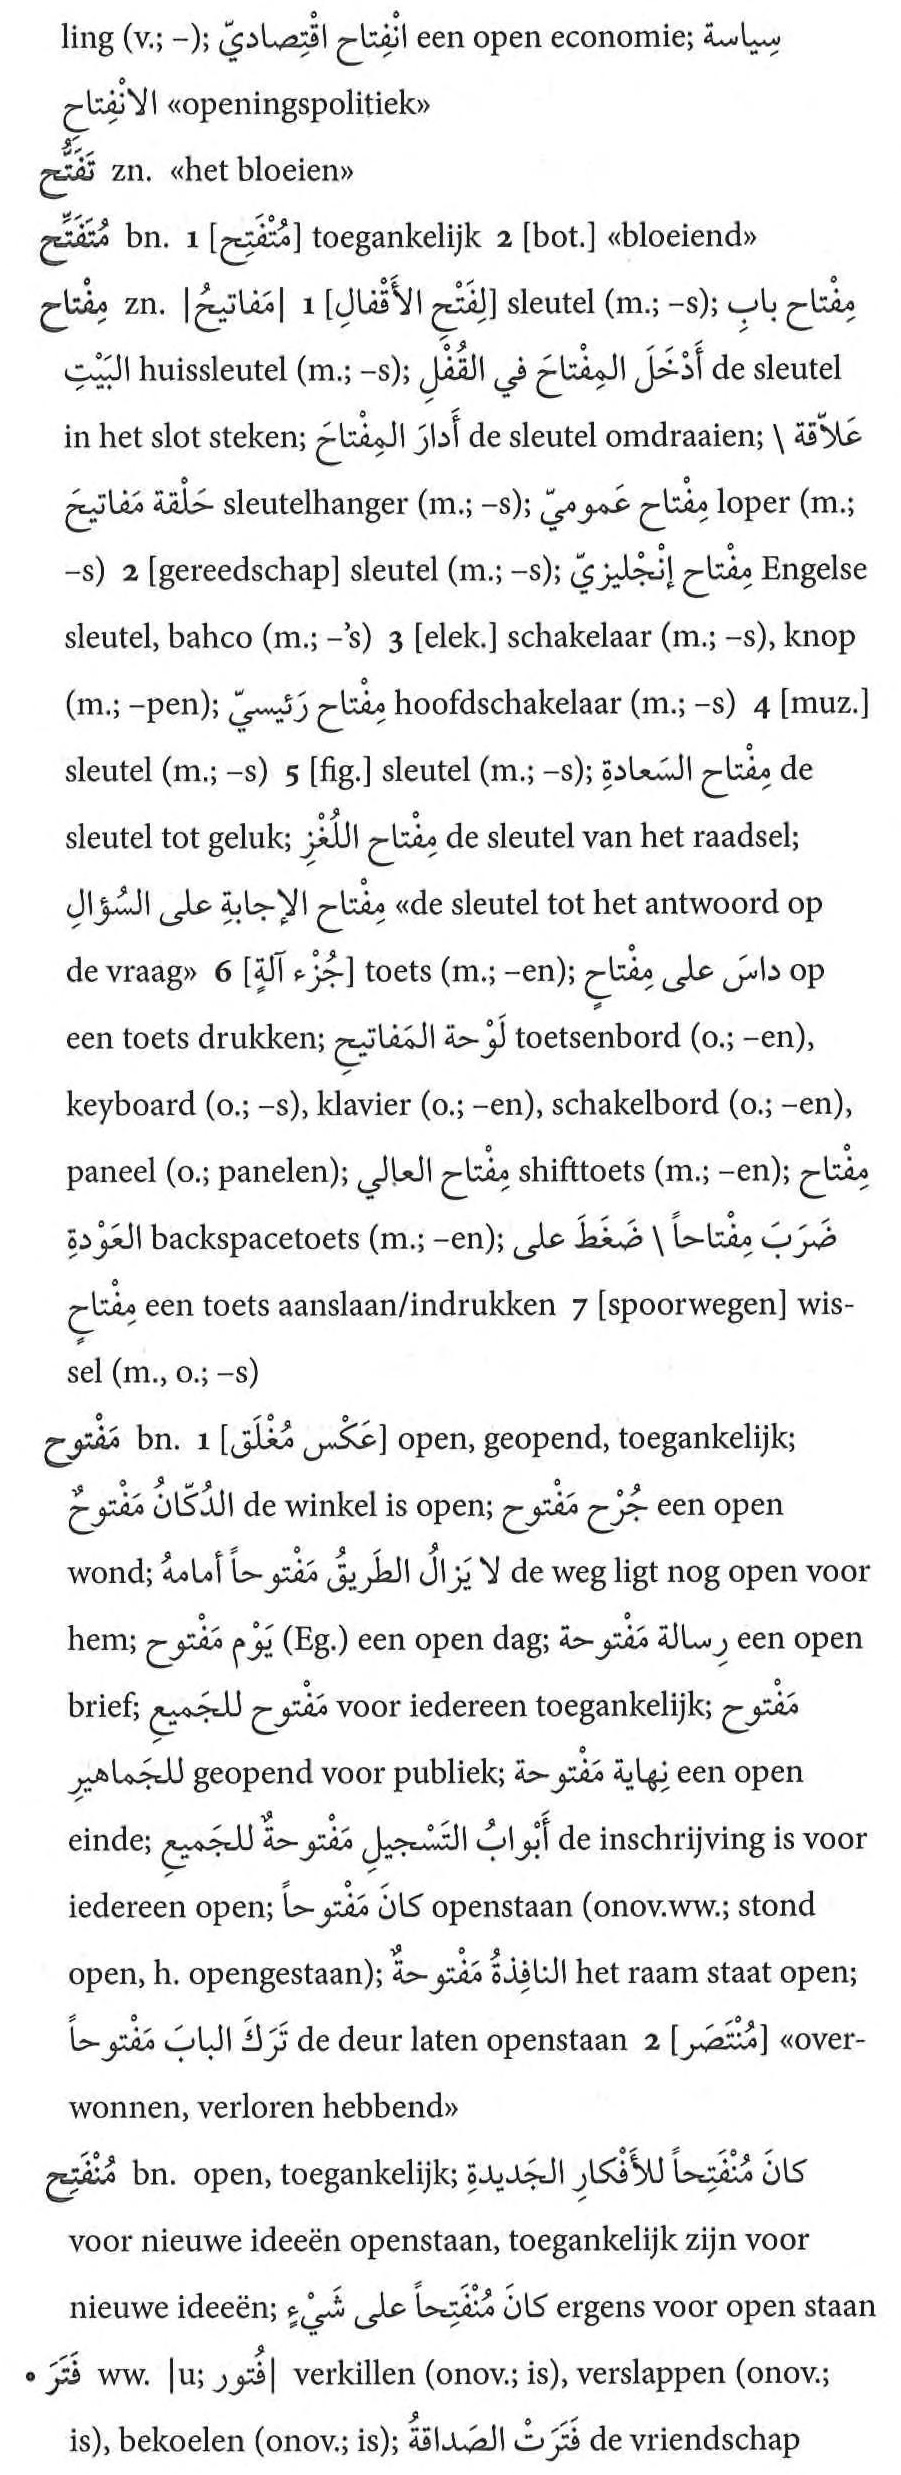 ling (v.; –); اِنْفِتاح اقْتِصاديّ een open economie; سِياسة
الانْفِتاحِ «openingspolitiek»
تَفَتُّح zn. «het bloeien»
مُتَفَتِّح bn. 1 [مُتْفَتِح] toegankelijk 2 [bot.] «bloeiend»
مِفْتاح zn. |مَفاتيحُ| 1 [لِفَتْحِ الأَقْفالِ] sleutel (m.; –s); مِفْتاح بابِ
البَيْتِ huissleutel (m.; –s); أَدْخَلَ المِفْتاحَ في القُفْلِ de sleutel
in het slot steken; أَدارَ المِفْتاحَ de sleutel omdraaien; عَلاّقة \
حَلْقة مَفاتيحَ sleutelhanger (m.; –s); مِفْتاح عَموميّ loper (m.;
–s) 2 [gereedschap] sleutel (m.; –s); مِفْتاح إنْجْليزيّ Engelse
sleutel, bahco (m.; –’s) 3 [elek.] schakelaar (m.; –s), knop
(m.; –pen); مِفْتاح رَئيسيّ hoofdschakelaar (m.; –s) 4 [muz.]
sleutel (m.; –s) 5 [fig.] sleutel (m.; –s); مِفْتاح السَعادةِ de
sleutel tot geluk; مِفْتاح اللُغْزِ de sleutel van het raadsel;
مِفْتاح الإجابةِ على السُؤالِ «de sleutel tot het antwoord op
de vraag» 6 [جُزْء آلةٍ] toets (m.; –en); داسَ على مِفْتاحٍ op
een toets drukken; لَوْحة المَفاتيحِ toetsenbord (o.; –en),
keyboard (o.; –s), klavier (o.; –en), schakelbord (o.; –en),
paneel (o.; panelen); مِفْتاح العالي shifttoets (m.; –en); مِفْتاح
العَوْدةِ backspacetoets (m.; –en); ضَرَبَ مِفْتاحاً \ ضَغَطَ على
مِفْتاحٍ een toets aanslaan/indrukken 7 [spoorwegen] wis-
sel (m., o.; –s)
مَفْتوح bn. 1 [عَكْس مُغْلَق] open, geopend, toegankelijk;
الدُكّانُ مَفْتوحٌ de winkel is open; جُرْح مَفْتوح een open
wond; لا يَزالُ الطَريقُ مَفْتوحاً أمامهُ de weg ligt nog open voor
hem; يَوْم مَفْتوح (Eg.) een open dag; رِسالة مَفْتوحة een open
brief; مَفْتوح للجَميعِ voor iedereen toegankelijk; مَفْتوح
للجَماهيرِ geopend voor publiek; نِهاية مَفْتوحة een open
einde; أَبْوابُ التَسْجيلِ مَفْتوحةٌ للجَميعِ de inschrijving is voor
iedereen open; كانَ مَفْتوحاً openstaan (onov.ww.; stond
open, h. opengestaan); النافِذةُ مَفْتوحةٌ het raam staat open;
تَرَكَ البابَ مَفْتوحاً de deur laten openstaan 2 [مُنْتَصَر] «over-
wonnen, verloren hebbend»
مُنْفَتِح bn. open, toegankelijk; كانَ مُنْفَتِحاً للأَفْكارِ الجَديدةِ
voor nieuwe ideeën openstaan, toegankelijk zijn voor
nieuwe ideeën; كانَ مُنْفَتِحاً على شَيْءٍ ergens voor open staan
• فَتَرَ ww. |u; فُتور| verkillen (onov.; is), verslappen (onov.;
is), bekoelen (onov.; is); فَتَرَتْ الصَداقةُ de vriendschap